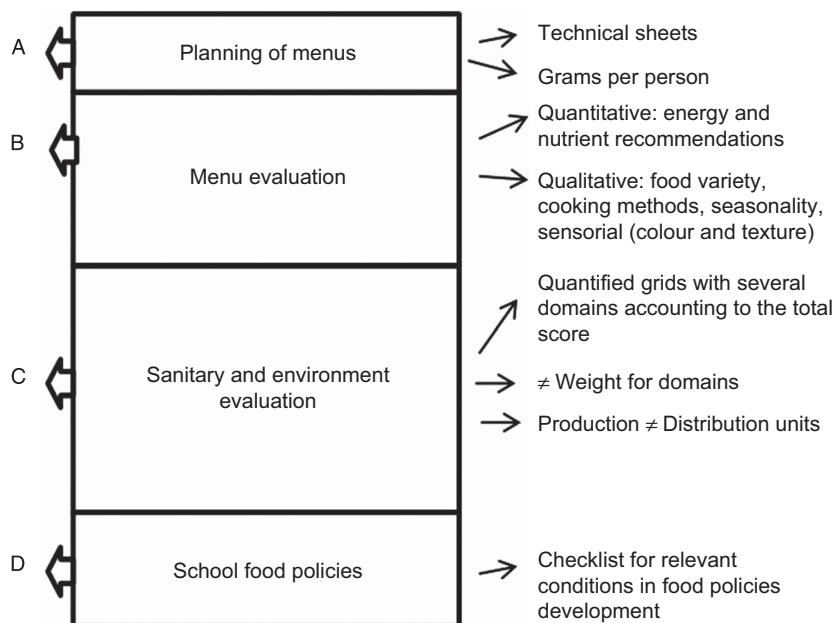 A
Planning of menus
Technical sheets
Grams per person
B
Menu evaluation
Quantitative: energy and
nutrient recommendations
Qualitative: food variety,
cooking methods, seasonality,
sensorial (colour and texture)
C
Sanitary and environment
evaluation
Quantified grids with several
domains accounting to the total
score
≠ Weight for domains
Production ≠ Distribution units
D
School food policies
Checklist for relevant
conditions in food policies
development